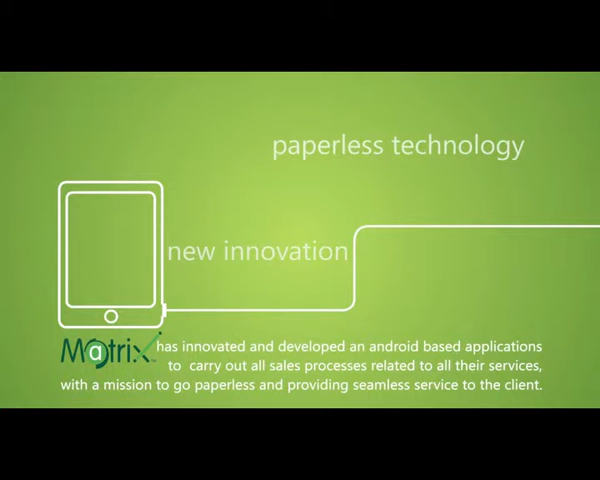 paperless technology
new innovation
Matrix has innovated and developed an android based applications
to carry out all sales processes related to all their services,
with a mission to go paperless and providing seamless service to the client.